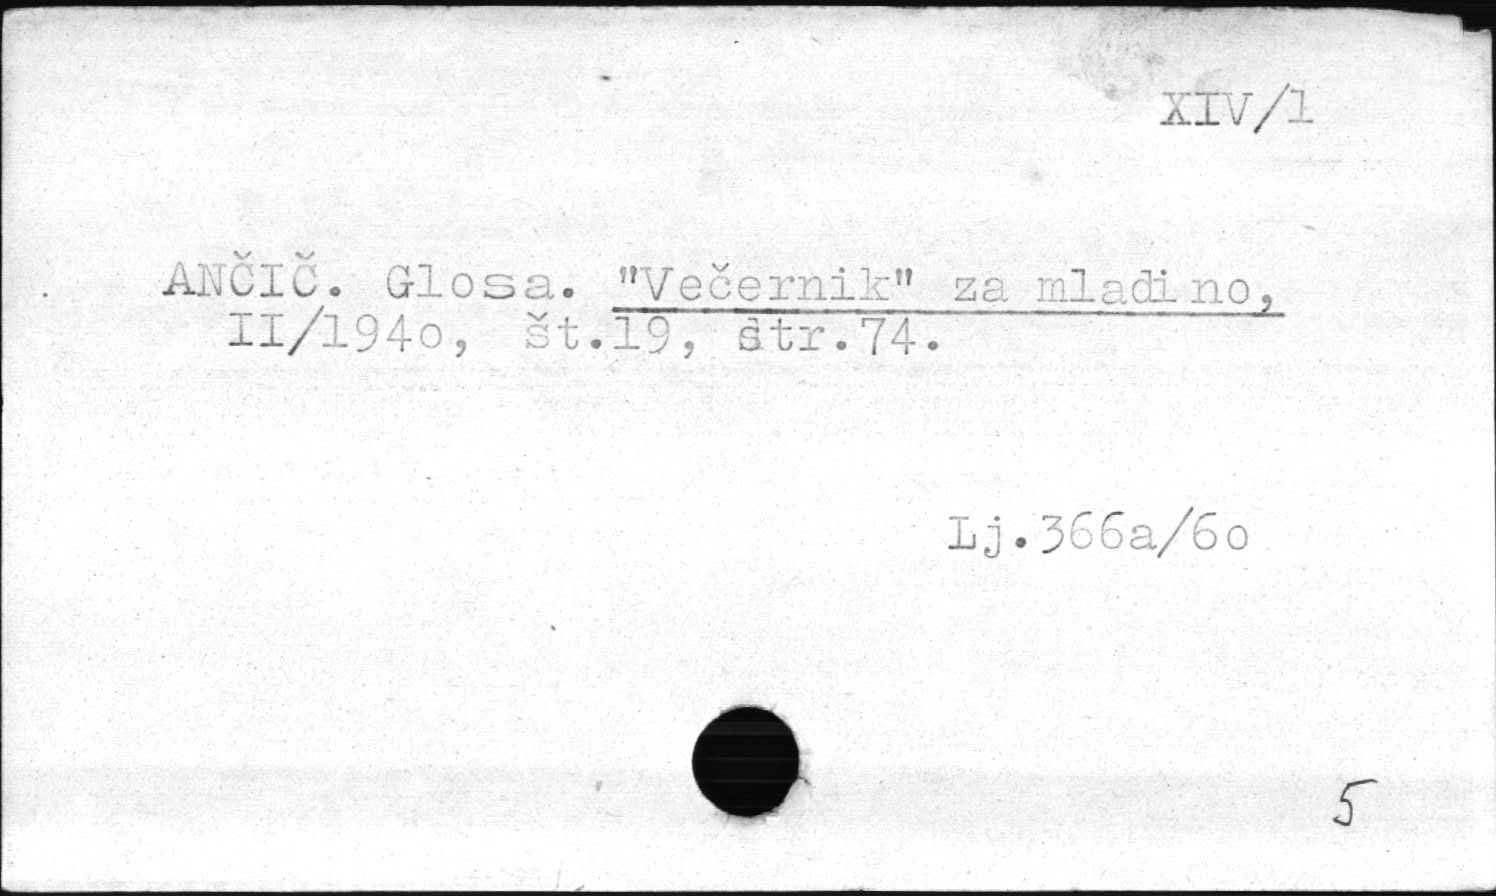 XIV/1
ANČIČ. Glosa. "Večernik" za mladino,
II/194o, št.19, str.74.
Lj.366a/6o
5